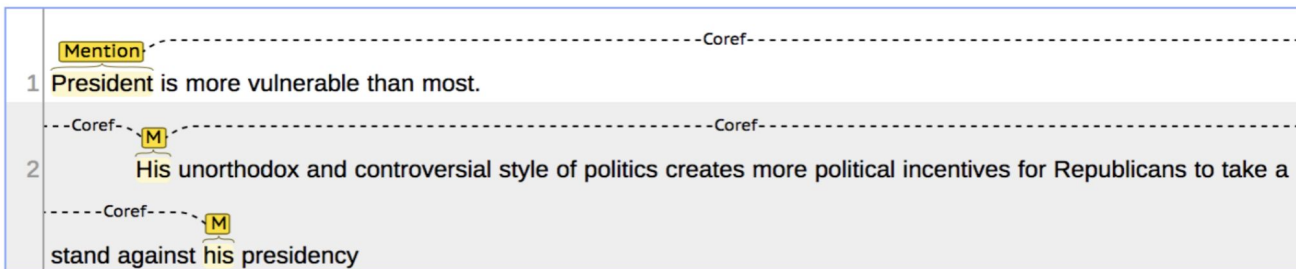 Mention Coref
1 President is more vulnerable than most.
Coref M Coref
2 His unorthodox and controversial style of politics creates more political incentives for Republicans to take a
Coref M
stand against his presidency